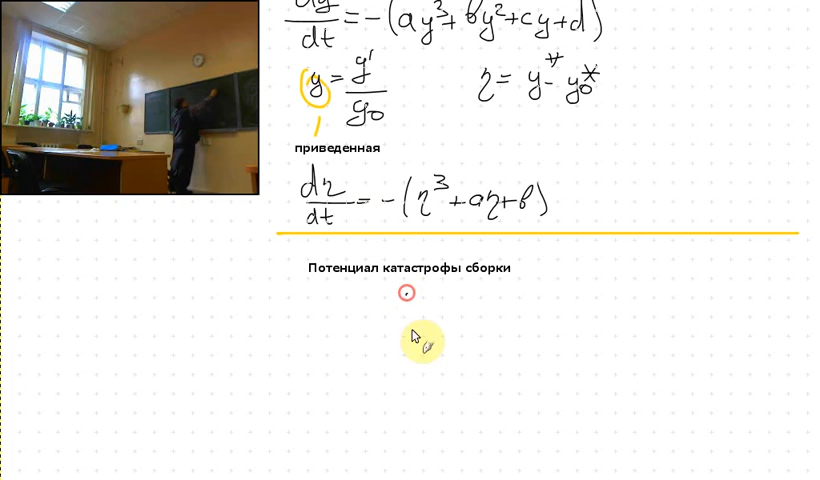 dy/dt = -(ay³+by²+cy+d)
y = y'/y₀ η = y* - y₀*
приведенная
dη/dt = -(η³+aη+b)
Потенциал катастрофы сборки